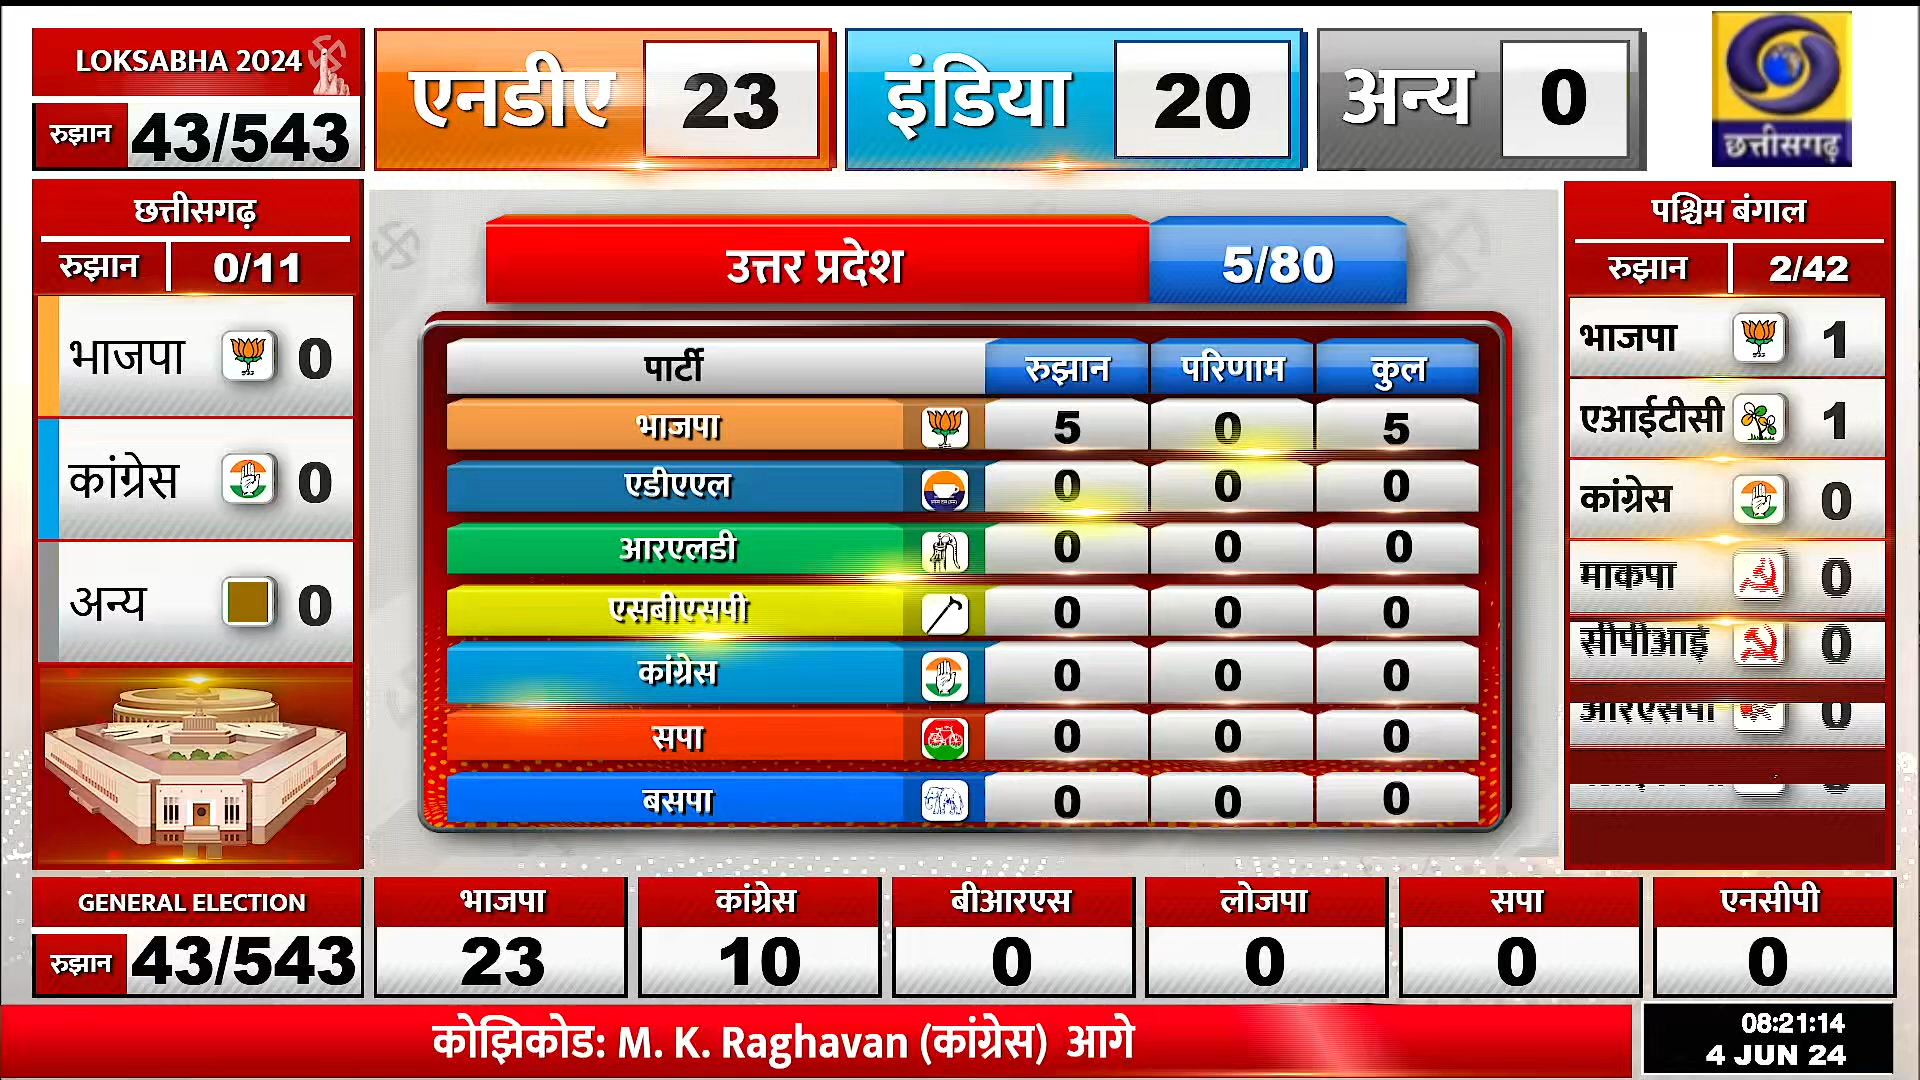 LOKSABHA 2024
रुझान 43/543
एनडीए 23
इंडिया 20
अन्य 0
छत्तीसगढ़
छत्तीसगढ़
रुझान 0/11
भाजपा 0
कांग्रेस 0
अन्य 0
उत्तर प्रदेश 5/80
पार्टी रुझान परिणाम कुल
भाजपा 5 0 5
एडीएएल 0 0 0
आरएलडी 0 0 0
एसबीएसपी 0 0 0
कांग्रेस 0 0 0
सपा 0 0 0
बसपा 0 0 0
पश्चिम बंगाल
रुझान 2/42
भाजपा 1
एआईटीसी 1
कांग्रेस 0
माकपा 0
सीपीआई 0
आरएसपी 0
GENERAL ELECTION
रुझान 43/543
भाजपा 23
कांग्रेस 10
बीआरएस 0
लोजपा 0
सपा 0
एनसीपी 0
कोझिकोड: M. K. Raghavan (कांग्रेस) आगे
08:21:14
4 JUN 24